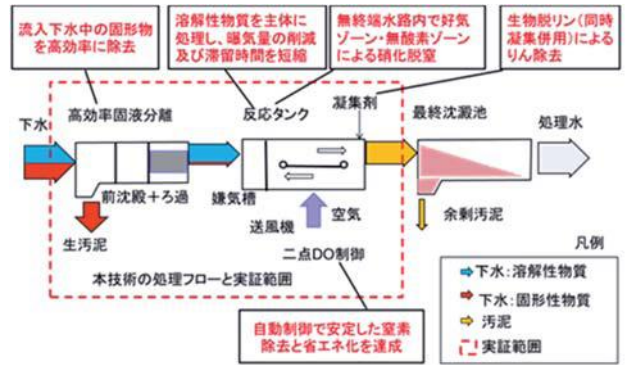 流入下水中の固形物
を高効率に除去
溶解性物質を主体に
処理し、曝気量の削減
及び滞留時間を短縮
無終端水路内で好気
ゾーン・無酸素ゾーン
による硝化脱窒
生物脱リン(同時
凝集併用)による
りん除去
高効率固液分離
反応タンク
凝集剤
最終沈澱池
下水
処理水
前沈殿＋ろ過
嫌気槽
送風機
空気
余剰汚泥
生汚泥
二点DO制御
本技術の処理フローと実証範囲
凡例
下水:溶解性物質
下水:固形性物質
汚泥
実証範囲
自動制御で安定した窒素
除去と省エネ化を達成